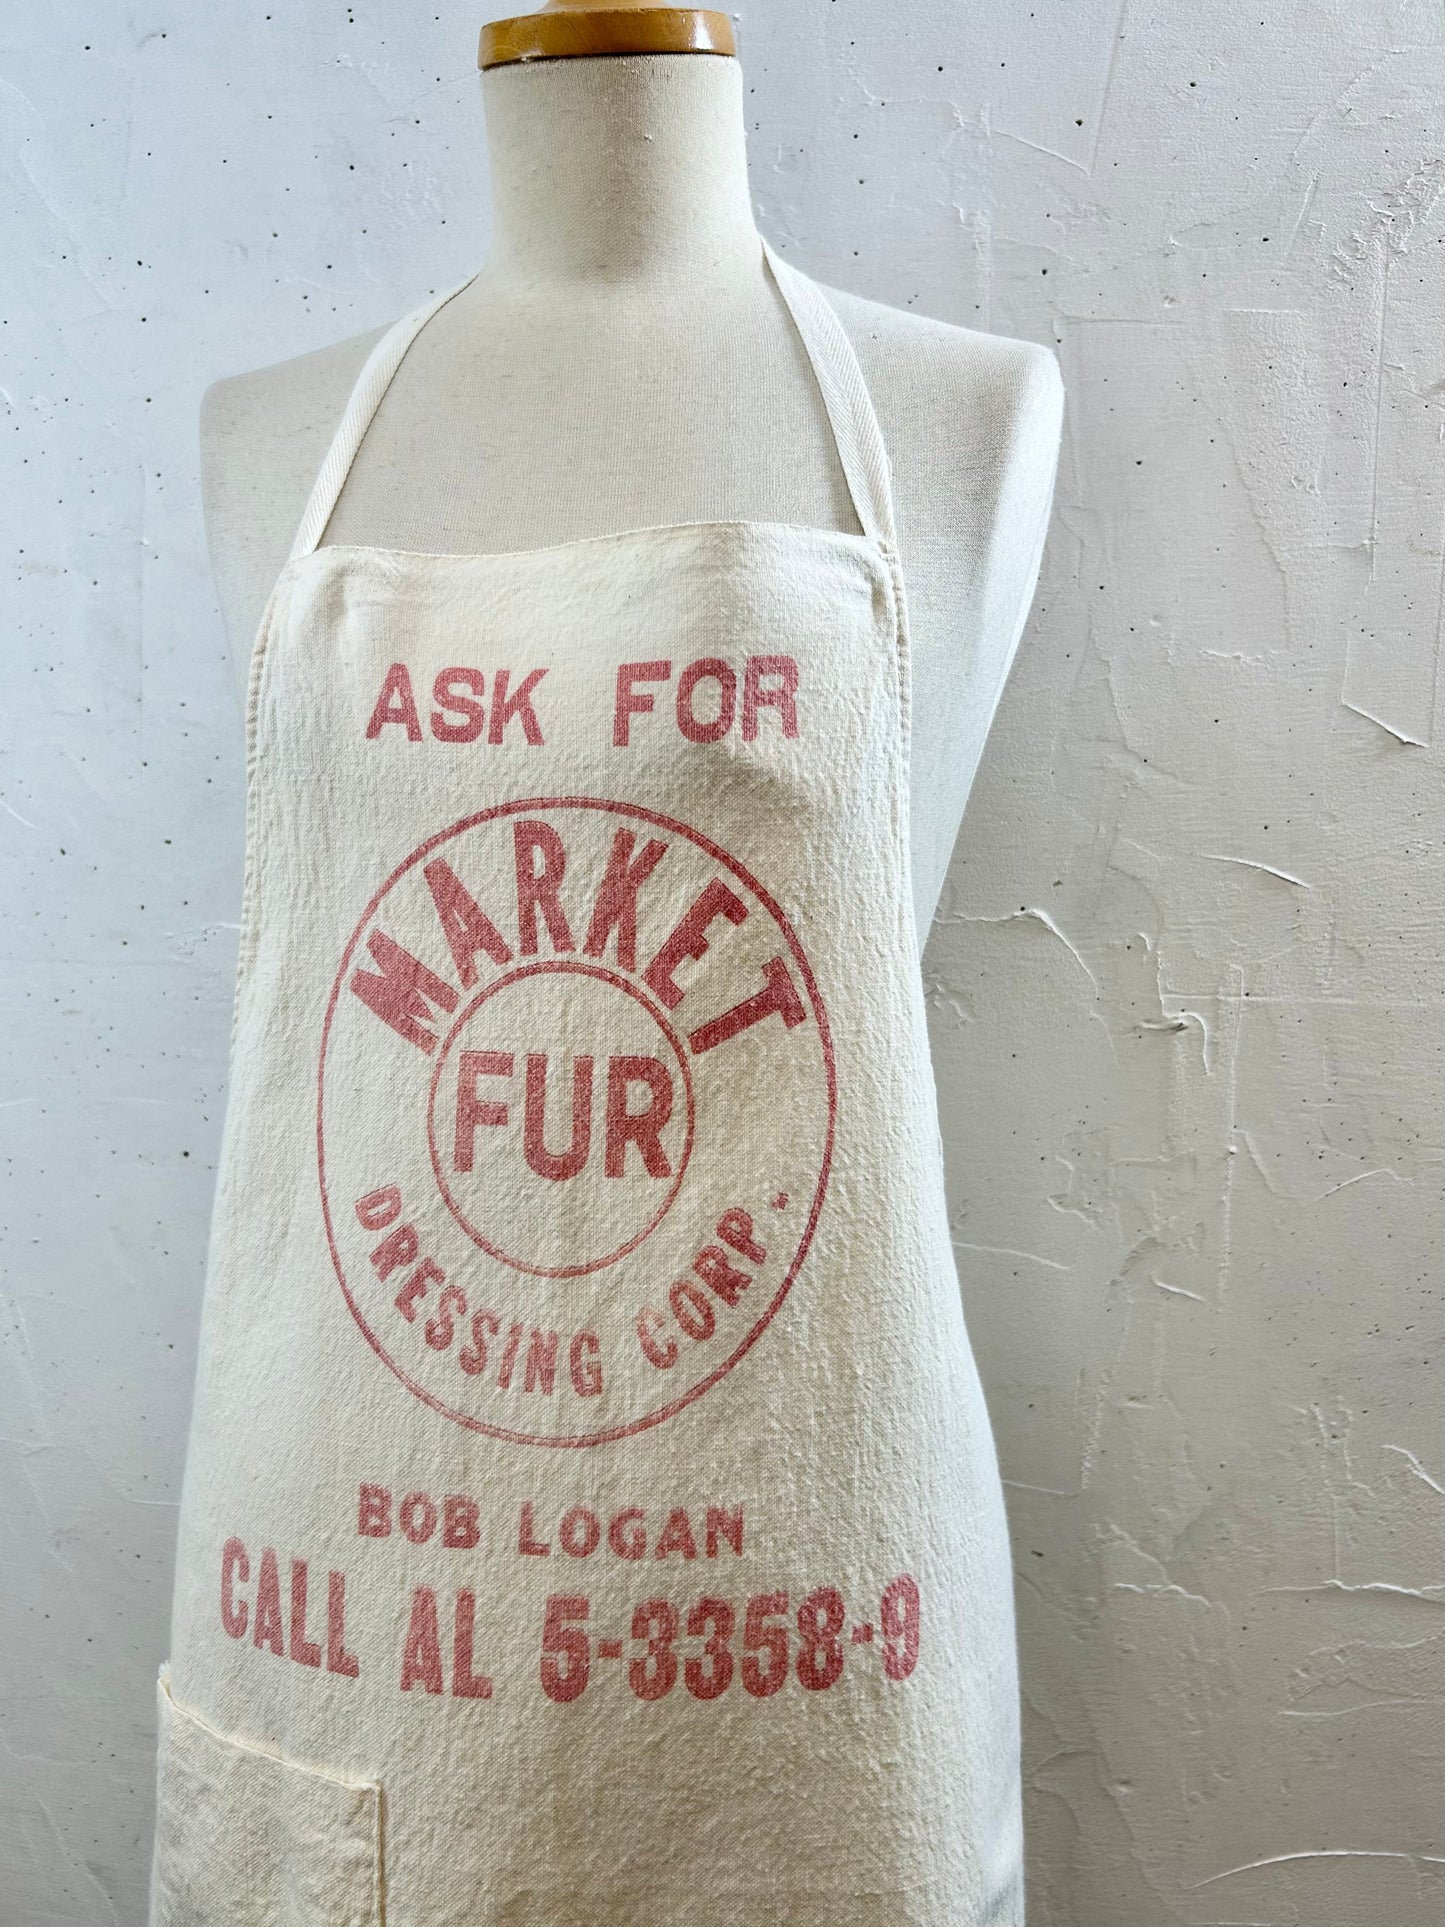 ASK FOR
MARKET
FUR
DRESSING CORP.
BOB LOGAN
CALL AL 5-3358-9